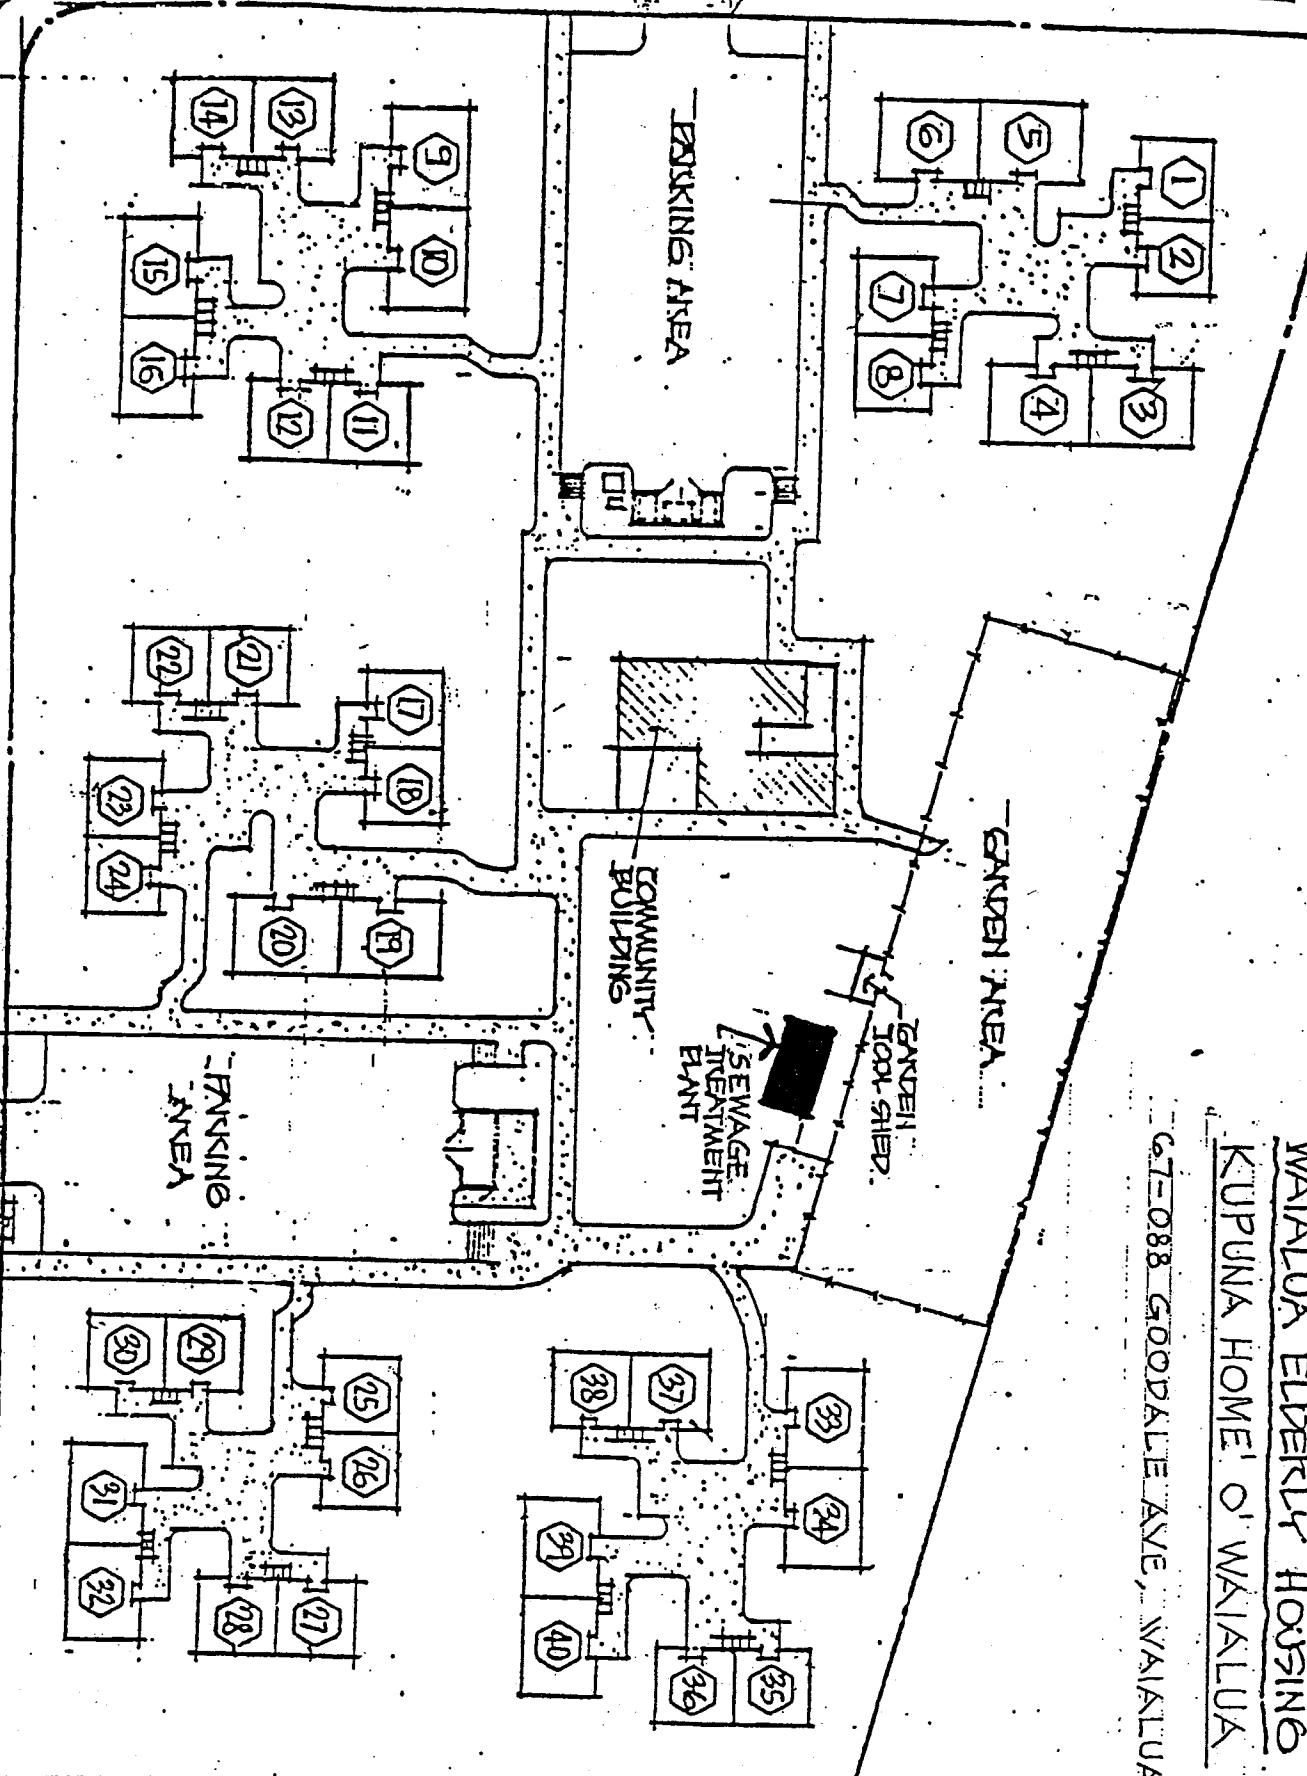 WAIALUA ELDERLY HOUSING
KUPUNA HOME' O' WAIALUA
67-088 GOODALE AVE, WAIALUA
1
2
3
4
5
6
7
8
PARKING AREA
9
10
11
12
13
14
15
16
GARDEN AREA
GARDEN
TOOL SHED
SEWAGE
TREATMENT
PLANT
COMMUNITY
BUILDING
17
18
19
20
21
22
23
24
PARKING
AREA
33
34
35
36
37
38
39
40
25
26
27
28
29
30
31
32